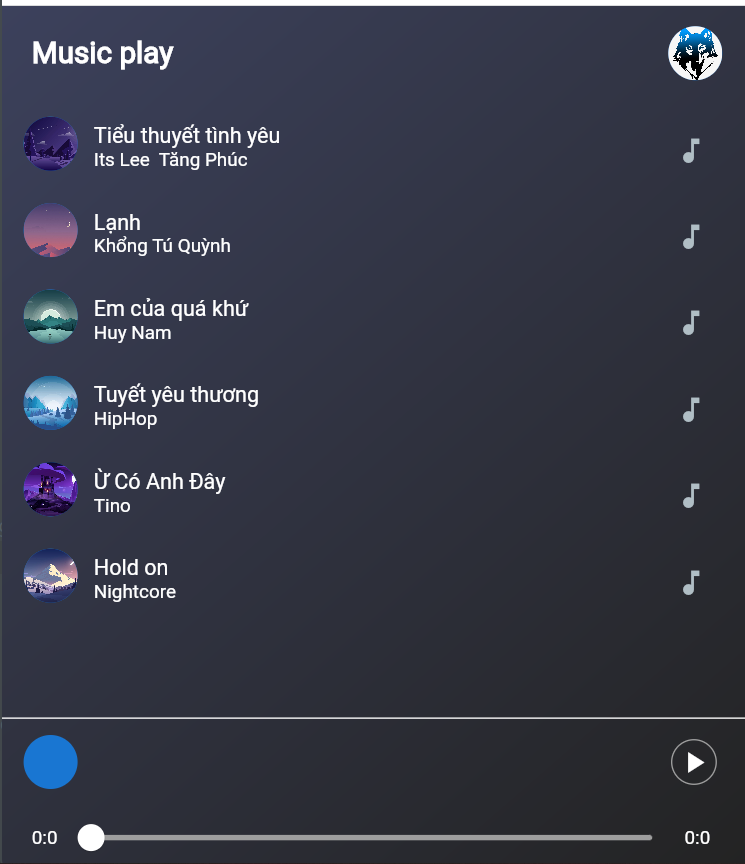 Music play
Tiểu thuyết tình yêu
Its Lee  Tăng Phúc
Lạnh
Khổng Tú Quỳnh
Em của quá khứ
Huy Nam
Tuyết yêu thương
HipHop
Ừ Có Anh Đây
Tino
Hold on
Nightcore
0:0 0:0